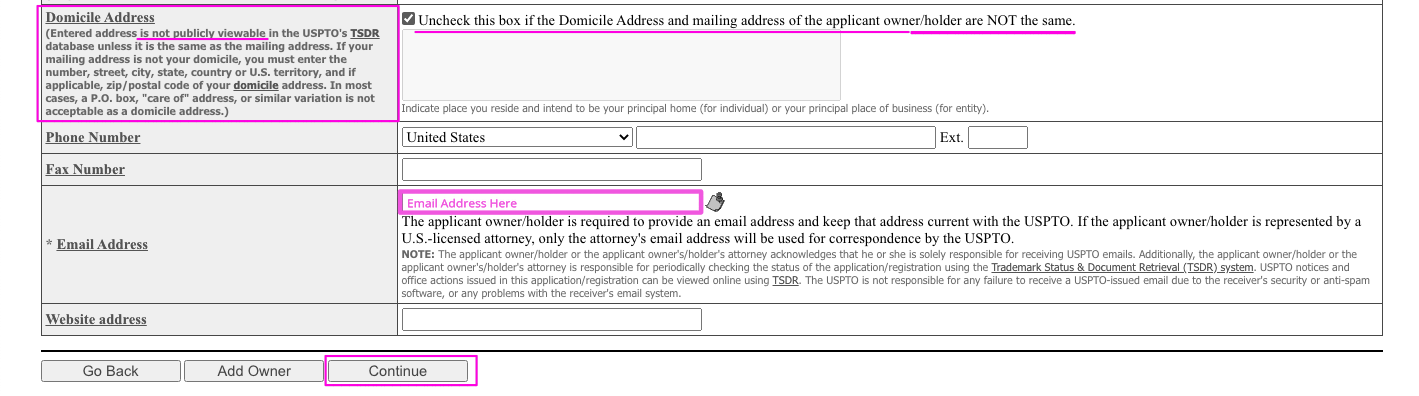 Domicile Address
(Entered address is not publicly viewable in the USPTO's TSDR
database unless it is the same as the mailing address. If your
mailing address is not your domicile, you must enter the
number, street, city, state, country or U.S. territory, and if
applicable, zip/postal code of your domicile address. In most
cases, a P.O. box, "care of" address, or similar variation is not
acceptable as a domicile address.)
Uncheck this box if the Domicile Address and mailing address of the applicant owner/holder are NOT the same.
Indicate place you reside and intend to be your principal home (for individual) or your principal place of business (for entity).
Phone Number
United States
Ext.
Fax Number
* Email Address
Email Address Here
The applicant owner/holder is required to provide an email address and keep that address current with the USPTO. If the applicant owner/holder is represented by a
U.S.-licensed attorney, only the attorney's email address will be used for correspondence by the USPTO.
NOTE: The applicant owner/holder or the applicant owner's/holder's attorney acknowledges that he or she is solely responsible for receiving USPTO emails. Additionally, the applicant owner/holder or the
applicant owner's/holder's attorney is responsible for periodically checking the status of the application/registration using the Trademark Status & Document Retrieval (TSDR) system. USPTO notices and
office actions issued in this application/registration can be viewed online using TSDR. The USPTO is not responsible for any failure to receive a USPTO-issued email due to the receiver's security or anti-spam
software, or any problems with the receiver's email system.
Website address
Go Back
Add Owner
Continue